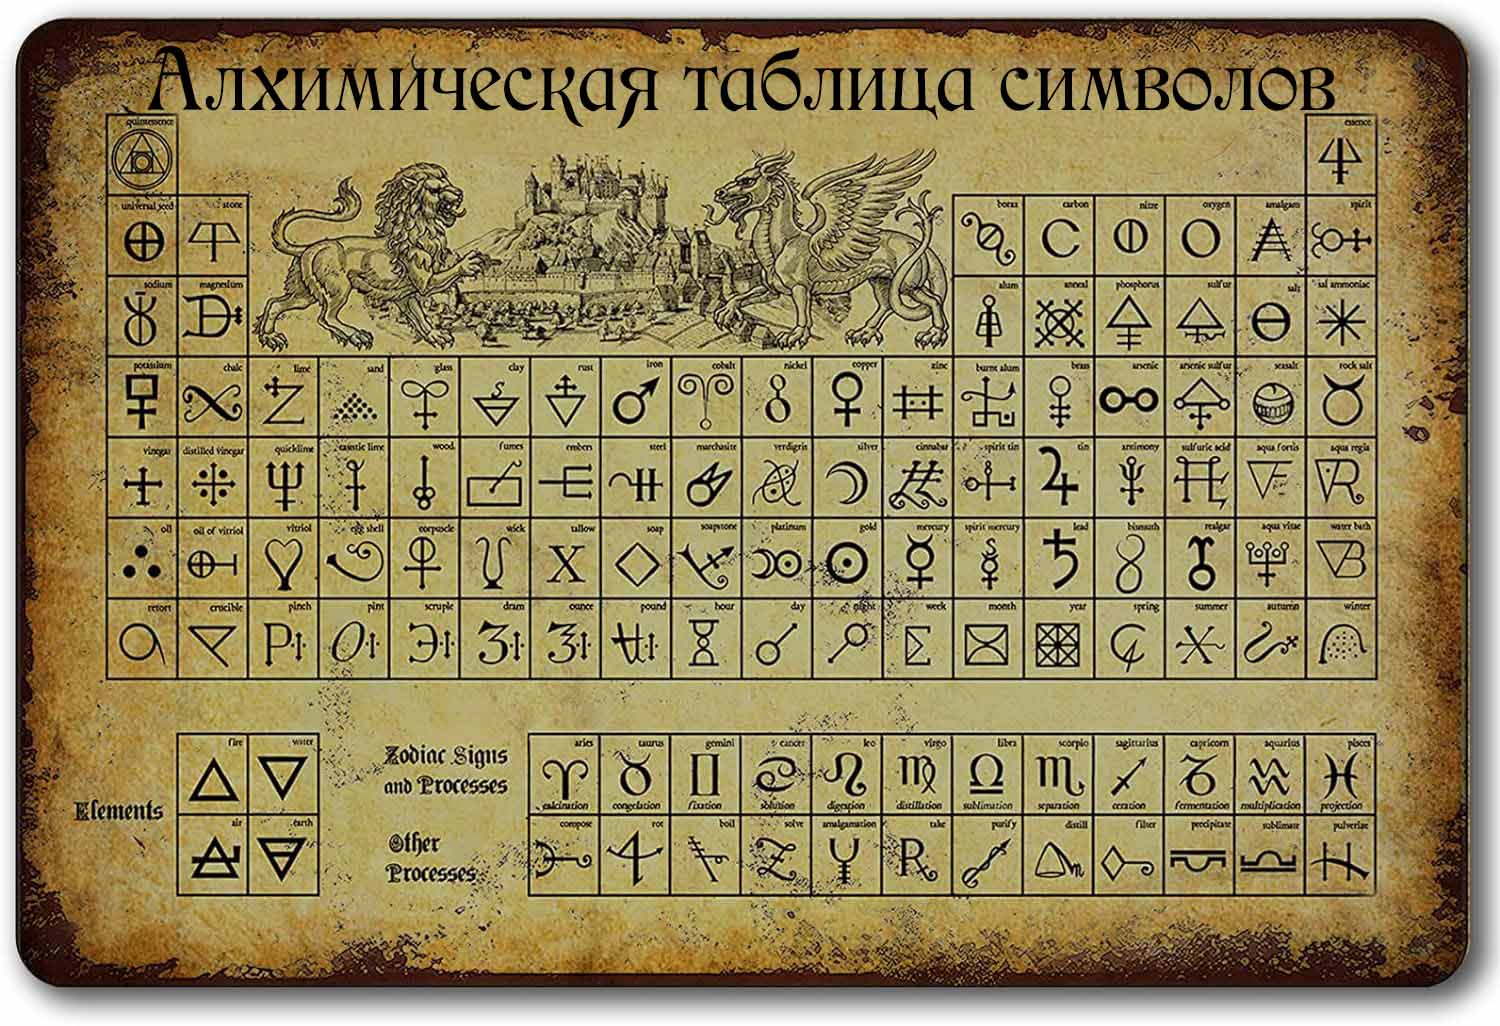 Алхимическая таблица символов
quintessence essence
universal seed stone borax carbon nitre oxygen amalgam spirit
sodium magnesium alum anneal phosphorus sulfur salt sal ammoniac
potassium chalc lime sand glass clay rust iron cobalt nickel copper zinc burnt alum brass arsenic arsenic sulfur seasalt rock salt
vinegar distilled vinegar quicklime caustic lime wood fumes embers steel marchasite verdigris silver cinnabar spirit tin tin antimony sulfuric acid aqua fortis aqua regia
oil oil of vitriol vitriol egg shell corpuscle wick tallow soap soapstone platinum gold mercury spirit mercury lead bismuth realgar aqua vitae water bath
retort crucible pinch pint scruple dram ounce pound hour day night week month year spring summer autumn winter
fire water
Elements
air earth
Zodiac Signs
and Processes
aries taurus gemini cancer leo virgo libra scorpio sagittarius capricorn aquarius pisces
calcination congelation fixation solution digestion distillation sublimation separation ceration fermentation multiplication projection
Other
Processes
compose rot boil solve amalgamation take purify distill filter precipitate sublimate pulverize